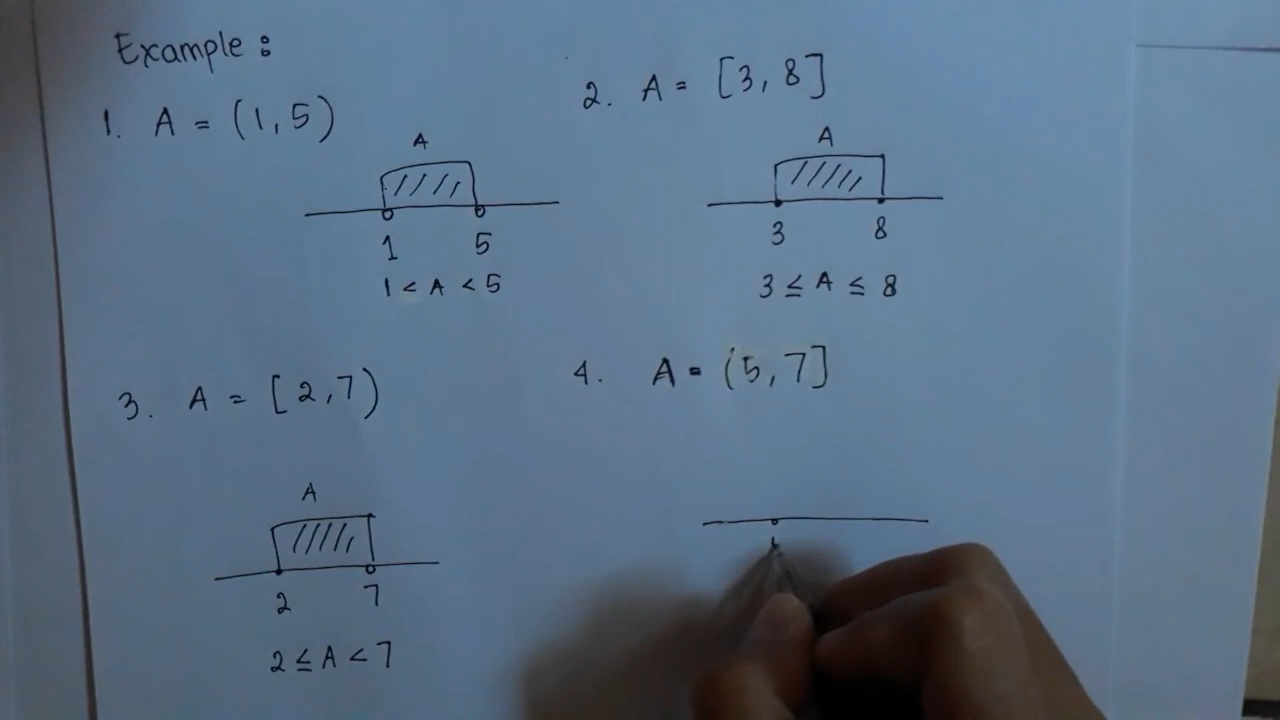 Example :
1. A = (1,5)
A
1 5
1 < A < 5
2. A = [3, 8]
A
3 8
3 ≤ A ≤ 8
3. A = [2,7)
A
2 7
2 ≤ A < 7
4. A = (5,7]